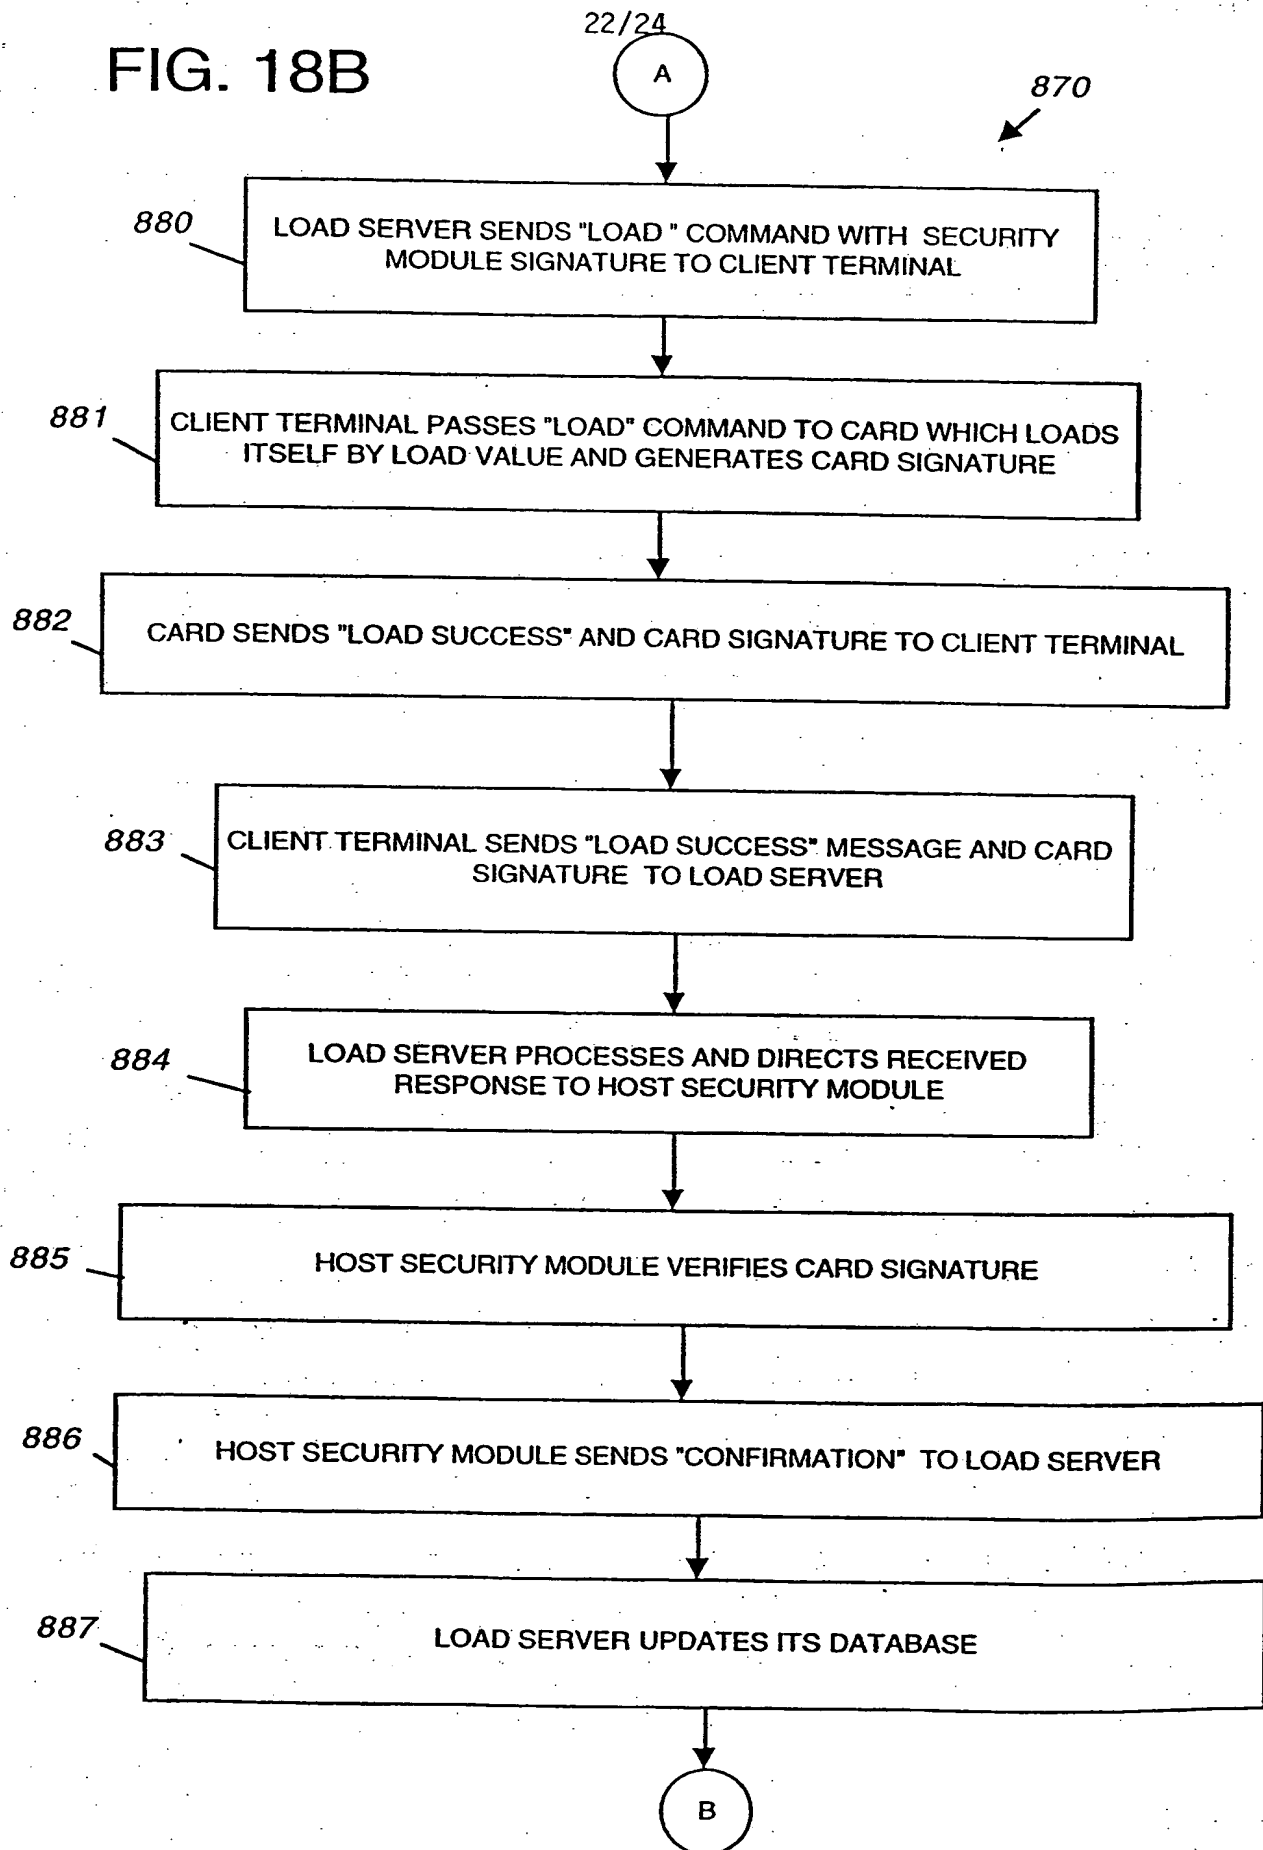 22/24
FIG. 18B
A
870
880
LOAD SERVER SENDS "LOAD " COMMAND WITH SECURITY
MODULE SIGNATURE TO CLIENT TERMINAL
881
CLIENT TERMINAL PASSES "LOAD" COMMAND TO CARD WHICH LOADS
ITSELF BY LOAD VALUE AND GENERATES CARD SIGNATURE
882
CARD SENDS "LOAD SUCCESS" AND CARD SIGNATURE TO CLIENT TERMINAL
883
CLIENT TERMINAL SENDS "LOAD SUCCESS" MESSAGE AND CARD
SIGNATURE TO LOAD SERVER
884
LOAD SERVER PROCESSES AND DIRECTS RECEIVED
RESPONSE TO HOST SECURITY MODULE
885
HOST SECURITY MODULE VERIFIES CARD SIGNATURE
886
HOST SECURITY MODULE SENDS "CONFIRMATION" TO LOAD SERVER
887
LOAD SERVER UPDATES ITS DATABASE
B